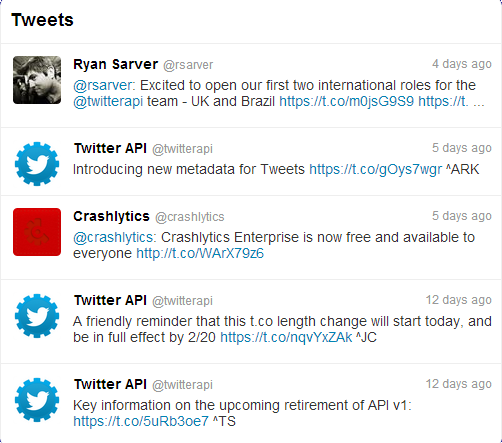 Tweets
Ryan Sarver @rsarver 4 days ago
@rsarver: Excited to open our first two international roles for the
@twitterapi team - UK and Brazil https://t.co/m0jsG9S9 https://t. ...
Twitter API @twitterapi 5 days ago
Introducing new metadata for Tweets https://t.co/gOys7wgr ^ARK
Crashlytics @crashlytics 5 days ago
@crashlytics: Crashlytics Enterprise is now free and available to
everyone http://t.co/WArX79z6
Twitter API @twitterapi 12 days ago
A friendly reminder that this t.co length change will start today, and
be in full effect by 2/20 https://t.co/nqvYxZAk ^JC
Twitter API @twitterapi 12 days ago
Key information on the upcoming retirement of API v1:
https://t.co/5uRb3oe7 ^TS